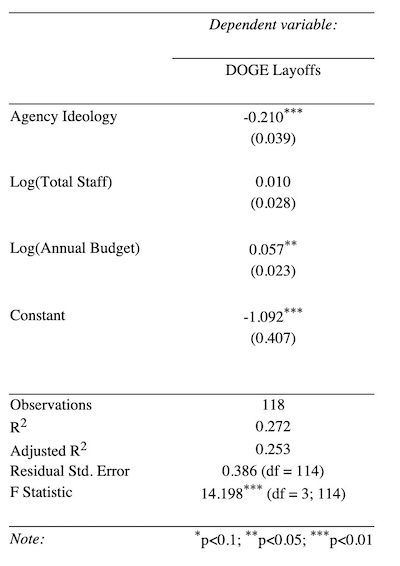 Dependent variable:
DOGE Layoffs
Agency Ideology -0.210***
(0.039)
Log(Total Staff) 0.010
(0.028)
Log(Annual Budget) 0.057**
(0.023)
Constant -1.092***
(0.407)
Observations 118
R2 0.272
Adjusted R2 0.253
Residual Std. Error 0.386 (df = 114)
F Statistic 14.198*** (df = 3; 114)
Note: *p<0.1; **p<0.05; ***p<0.01